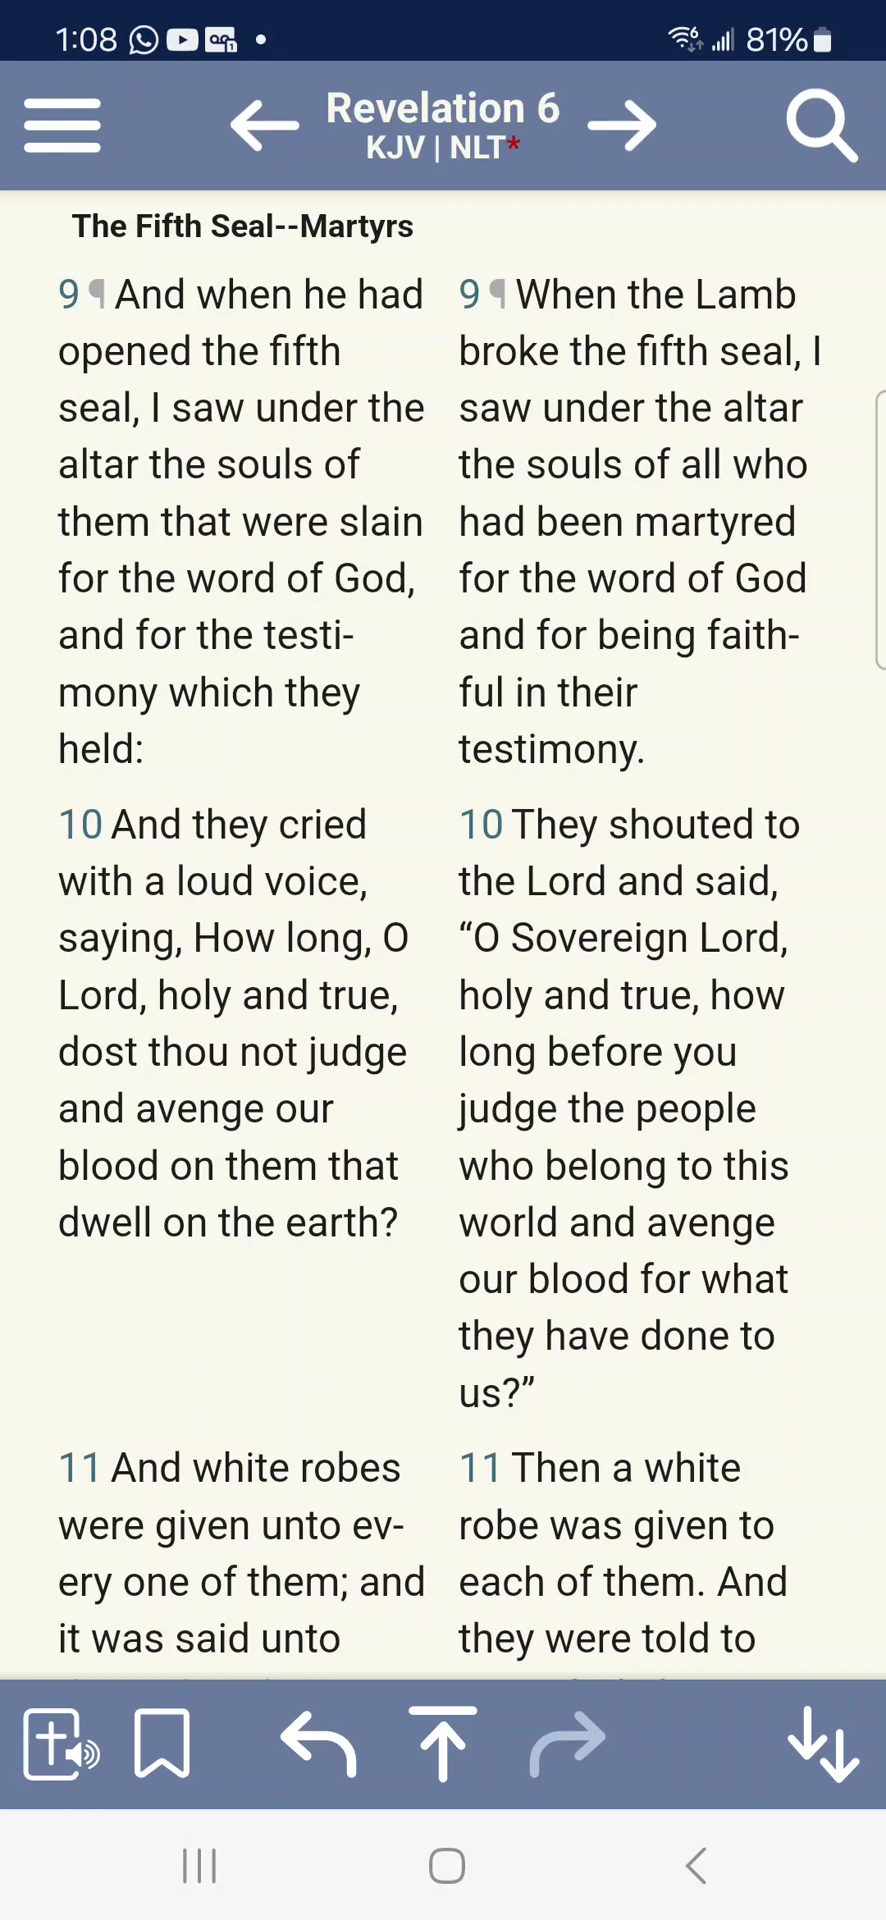 1:08
81%
Revelation 6
KJV | NLT*
The Fifth Seal--Martyrs
9 ¶ And when he had
opened the fifth
seal, I saw under the
altar the souls of
them that were slain
for the word of God,
and for the testi-
mony which they
held:
9 ¶ When the Lamb
broke the fifth seal, I
saw under the altar
the souls of all who
had been martyred
for the word of God
and for being faith-
ful in their
testimony.
10 And they cried
with a loud voice,
saying, How long, O
Lord, holy and true,
dost thou not judge
and avenge our
blood on them that
dwell on the earth?
10 They shouted to
the Lord and said,
“O Sovereign Lord,
holy and true, how
long before you
judge the people
who belong to this
world and avenge
our blood for what
they have done to
us?”
11 And white robes
were given unto ev-
ery one of them; and
it was said unto
11 Then a white
robe was given to
each of them. And
they were told to